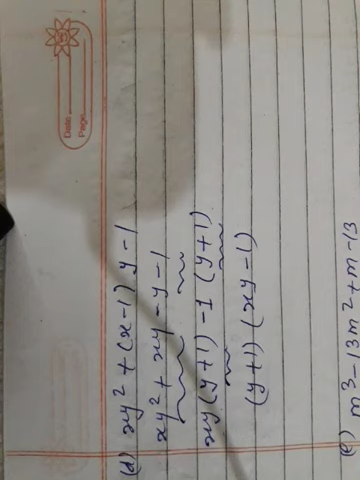 Date
Page
(d) xy² + (x-1) y - 1
xy² + xy - y - 1
xy (y+1) - 1 (y+1)
(y+1) (xy-1)
(e) m³ - 13m² + m - 13